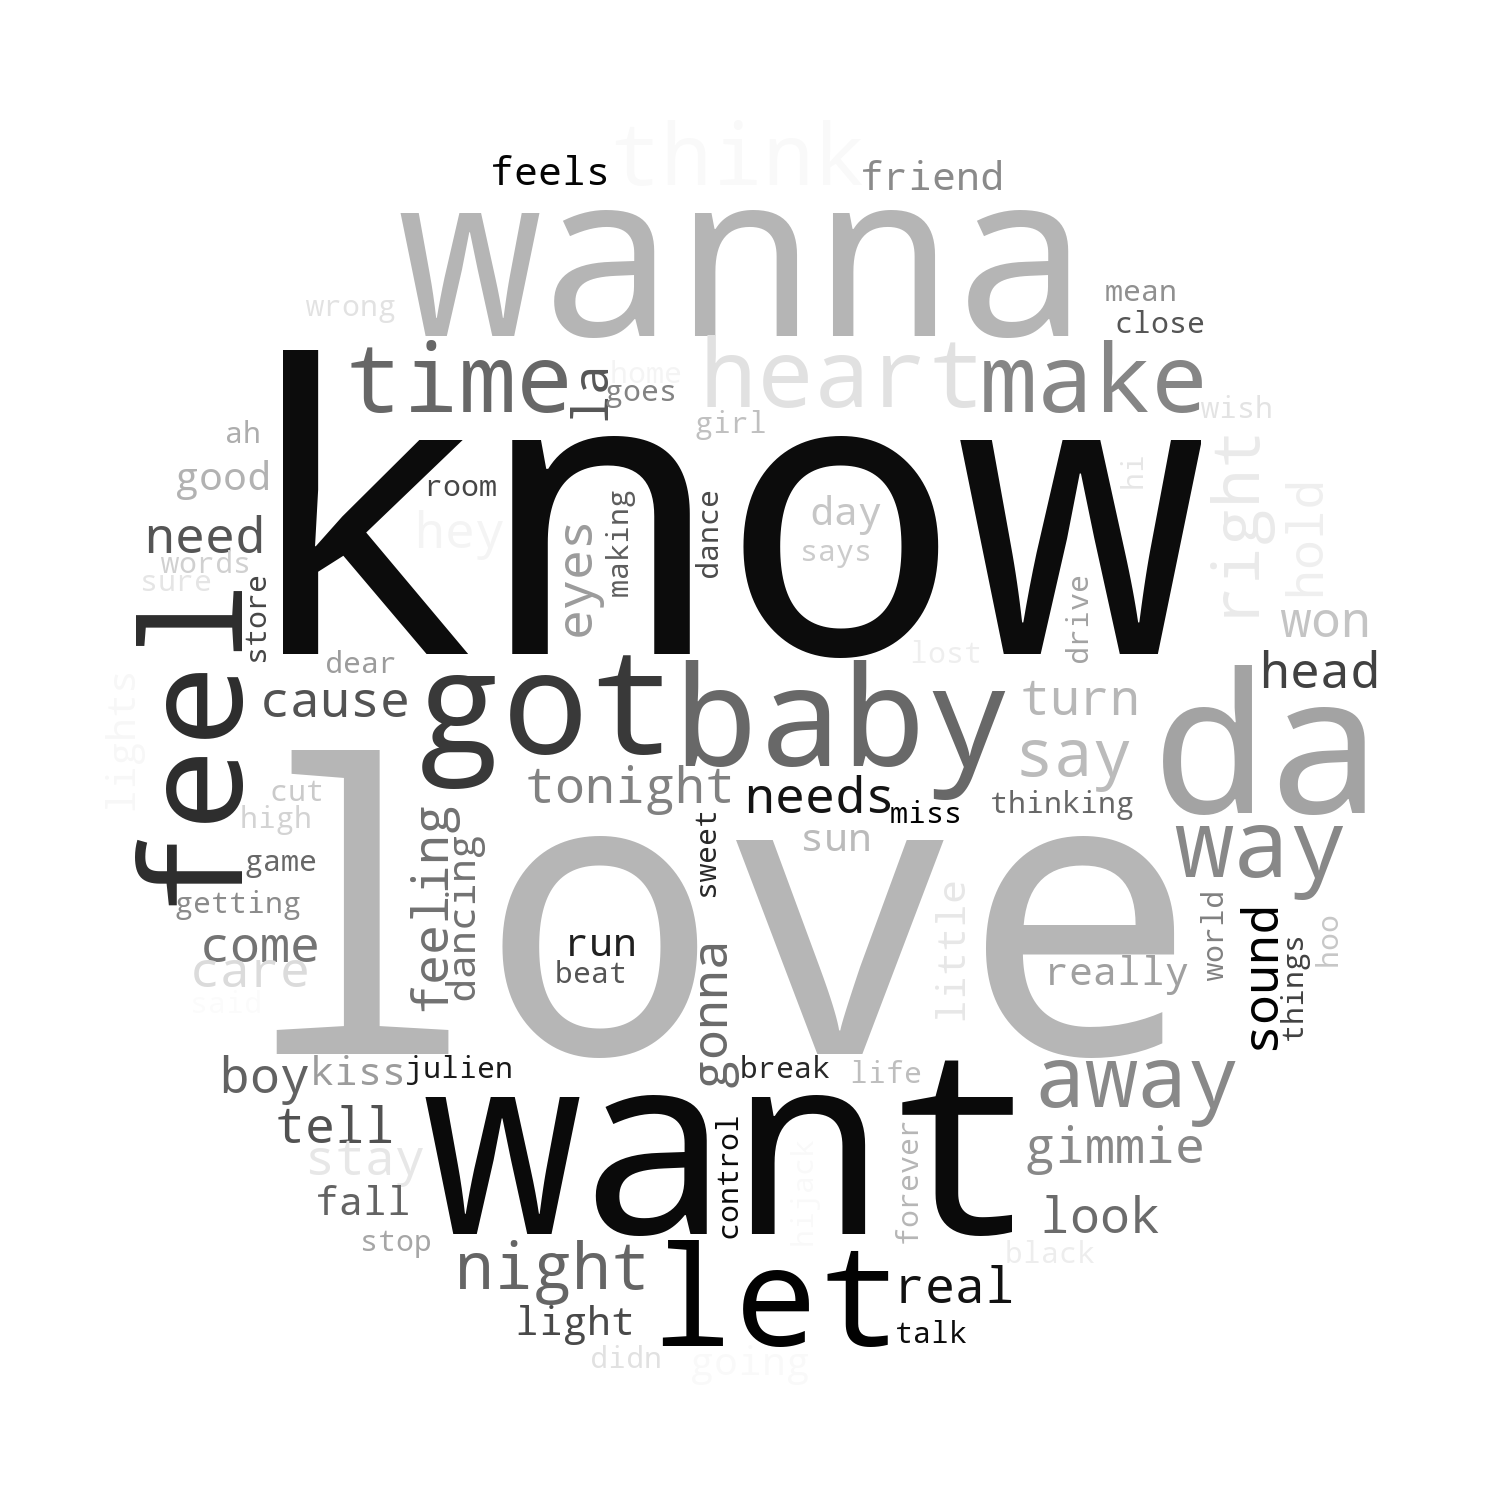 think
feels
friend
wanna
mean
wrong
close
time
la
home
goes
heart
make
girl
wish
ah
good
know
room
hey
eyes
making
dance
day
says
hi
right
hold
need
words
sure
store
feel
won
drive
lost
dear
cause
got
baby
turn
head
lights
say
da
tonight
needs
miss
thinking
cut
high
sun
way
game
getting
feeling
dancing
sweet
love
little
world
sound
things
hoo
come
care
said
run
beat
gonna
really
boy
kiss
julien
break
life
away
tell
want
control
hijack
forever
gimmie
stay
fall
look
stop
night
black
let
real
light
talk
didn
going